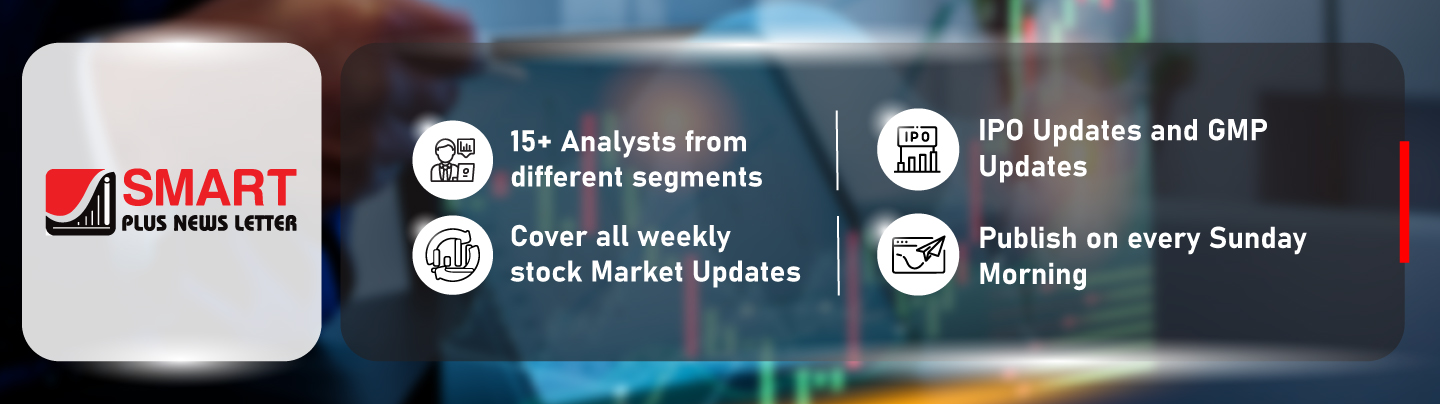 SMART
PLUS NEWS LETTER
15+ Analysts from
different segments
Cover all weekly
stock Market Updates
IPO
IPO Updates and GMP
Updates
Publish on every Sunday
Morning